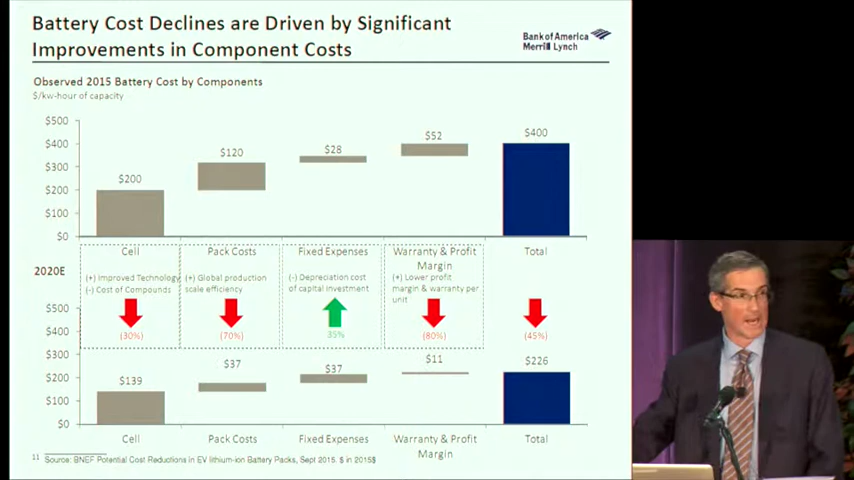 Battery Cost Declines are Driven by Significant
Improvements in Component Costs
Bank of America
Merrill Lynch
Observed 2015 Battery Cost by Components
$/kw-hour of capacity
$500
$400
$300
$200
$100
$0
$200
$120
$28
$52
$400
Cell
Pack Costs
Fixed Expenses
Warranty & Profit
Margin
Total
2020E
(+) Improved Technology
(-) Cost of Compounds
(+) Global production
scale efficiency
(-) Depreciation cost
of capital investment
(+) Lower profit
margin & warranty per
unit
(30%)
(70%)
35%
(80%)
(45%)
$500
$400
$300
$200
$100
$0
$139
$37
$37
$11
$226
Cell
Pack Costs
Fixed Expenses
Warranty & Profit
Margin
Total
11
Source: BNEF Potential Cost Reductions in EV lithium-ion Battery Packs, Sept 2015. $ in 2015$